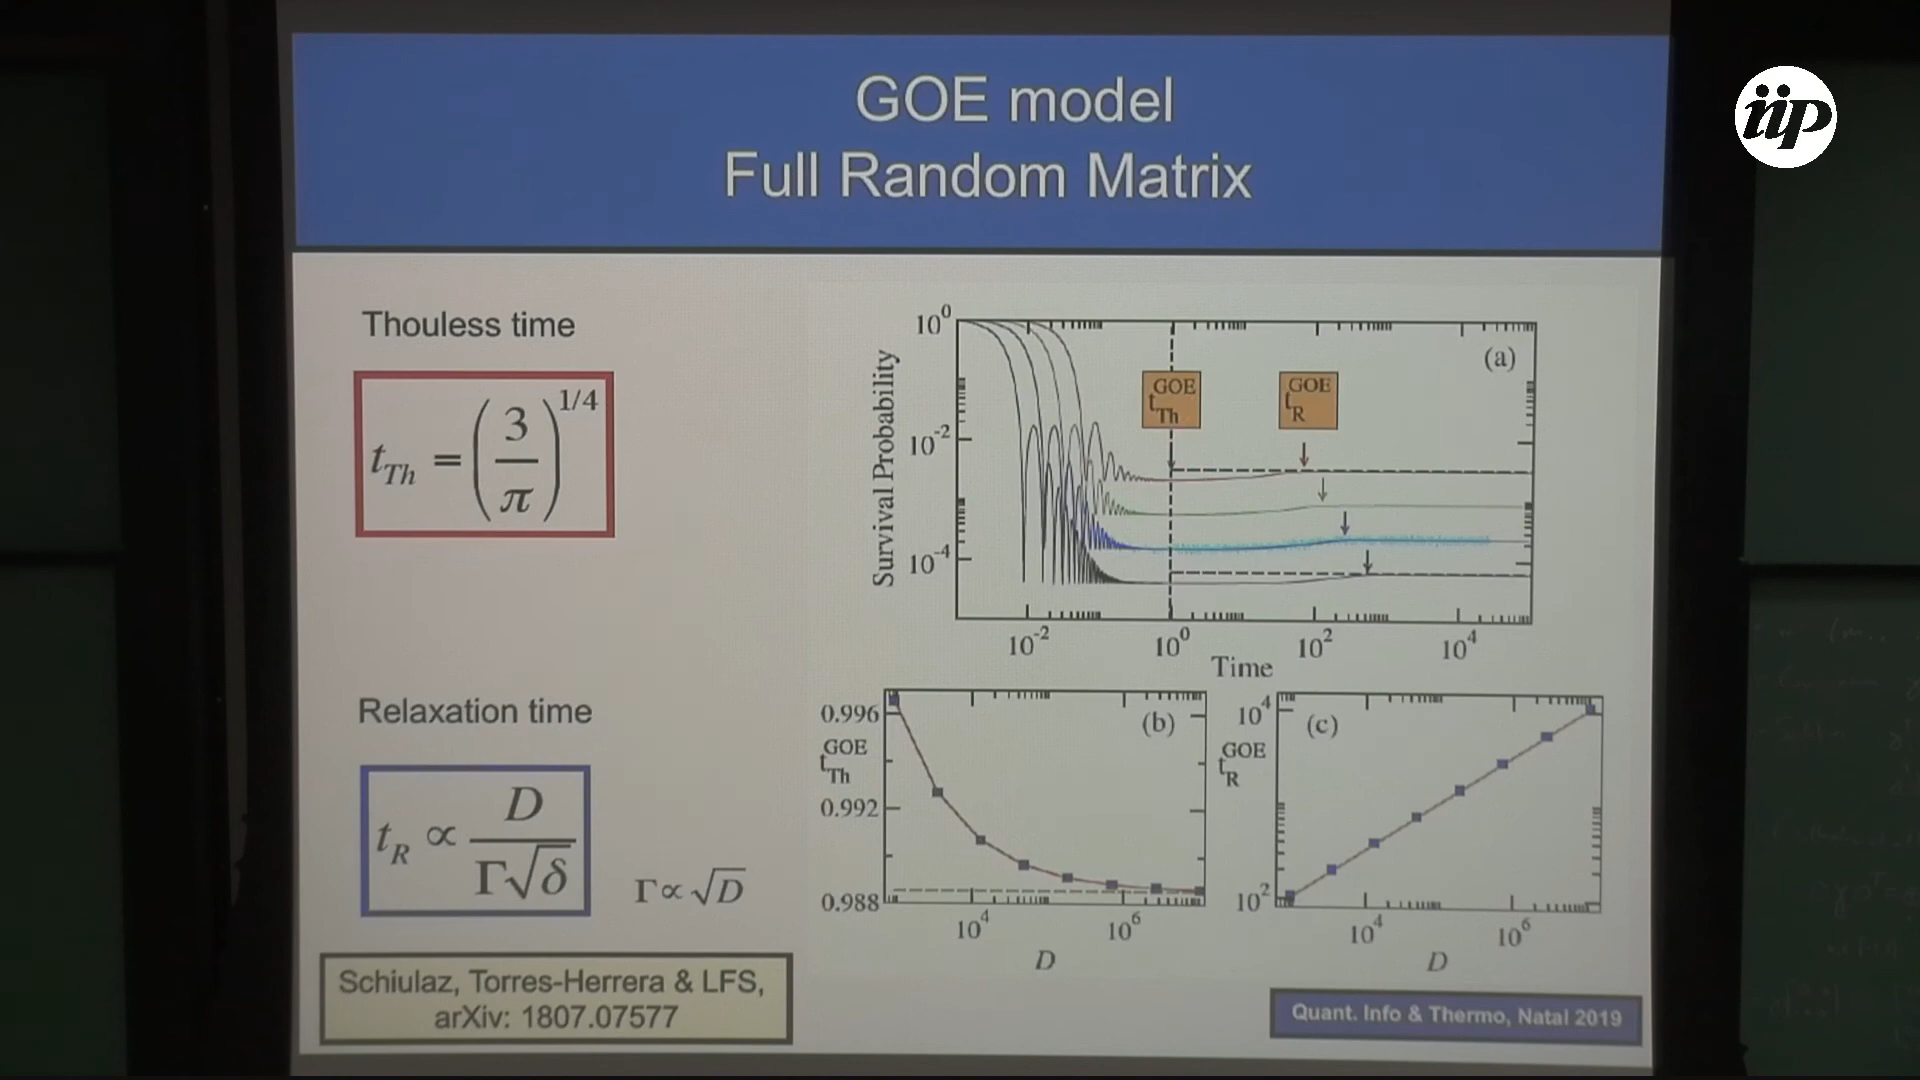 iip
GOE model
Full Random Matrix
Thouless time
t_Th = (3/π)^1/4
Relaxation time
t_R ∝ D/Γ√δ
Γ∝√D
Schiulaz, Torres-Herrera & LFS,
arXiv: 1807.07577
Survival Probability
10^0
10^-2
10^-4
(a)
t_Th^GOE
t_R^GOE
10^-2 10^0 10^2 10^4
Time
0.996
0.992
0.988
t_Th^GOE
(b)
10^4 10^6
D
10^4
10^2
t_R^GOE
(c)
10^4 10^6
D
Quant. Info & Thermo, Natal 2019